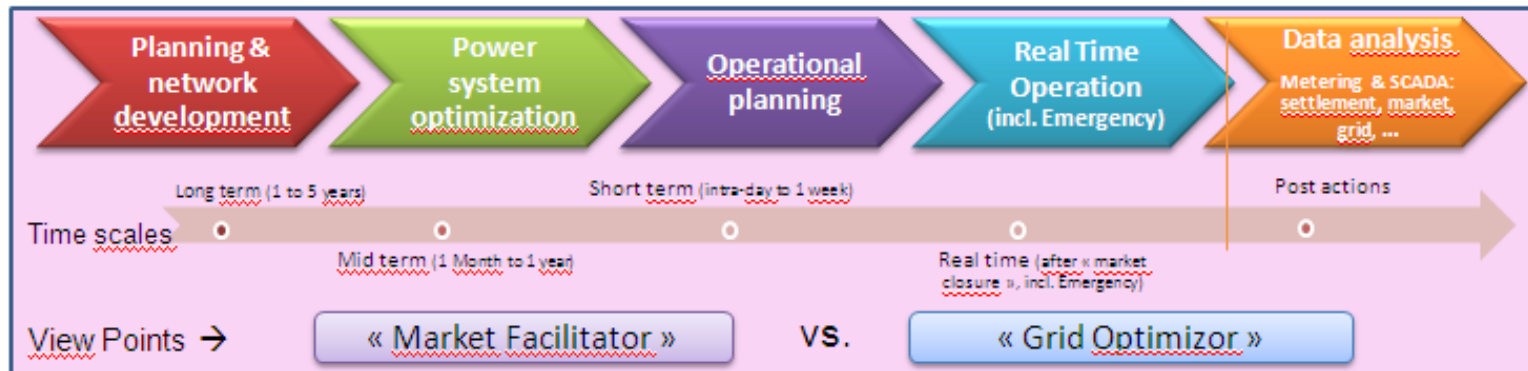 Planning &
network
development
Power
system
optimization
Operational
planning
Real Time
Operation
(incl. Emergency)
Data analysis
Metering & SCADA:
settlement, market,
grid, ...
Time scales
Long term (1 to 5 years)
Mid term (1 Month to 1 year)
Short term (intra-day to 1 week)
Real time (after « market
closure », incl. Emergency)
Post actions
View Points →
« Market Facilitator »
vs.
« Grid Optimizor »